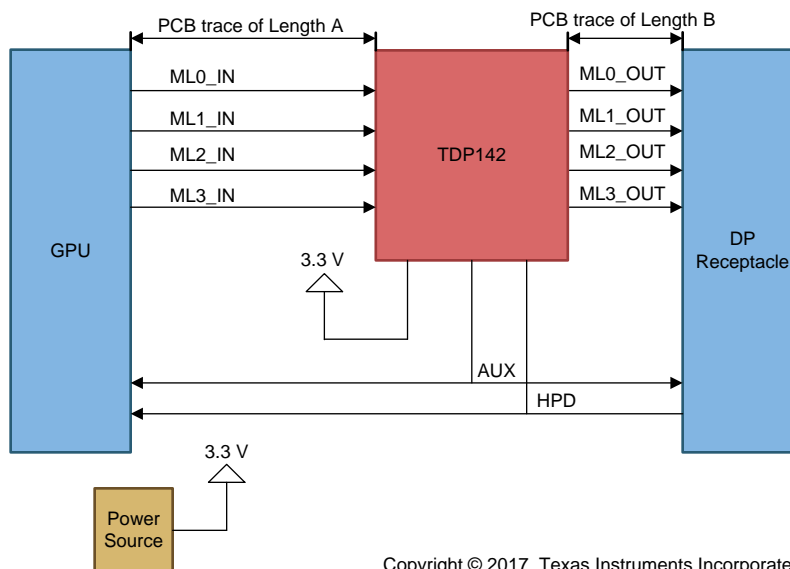 PCB trace of Length A
PCB trace of Length B
ML0_IN
ML0_OUT
ML1_IN
ML1_OUT
TDP142
ML2_IN
ML2_OUT
ML3_IN
ML3_OUT
GPU
DP
Receptacle
3.3 V
AUX
HPD
3.3 V
Power
Source
Copyright © 2017, Texas Instruments Incorporate